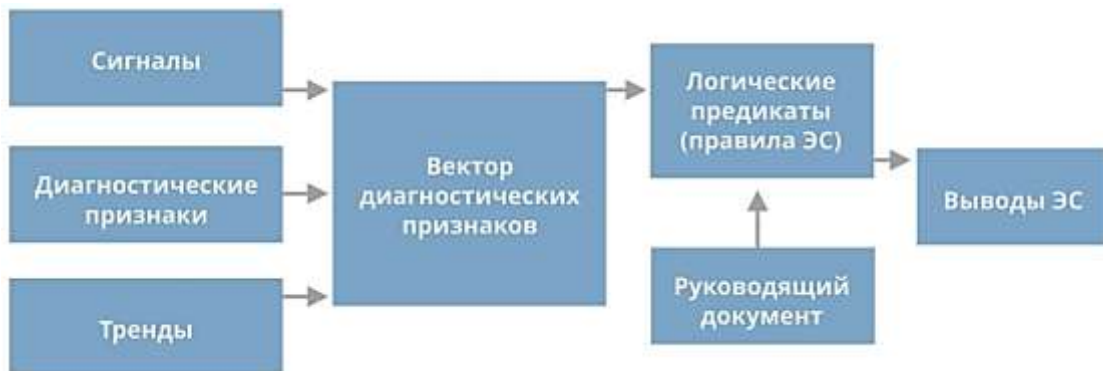 Сигналы
Диагностические
признаки
Тренды
Вектор
диагностических
признаков
Логические
предикаты
(правила ЭС)
Руководящий
документ
Выводы ЭС